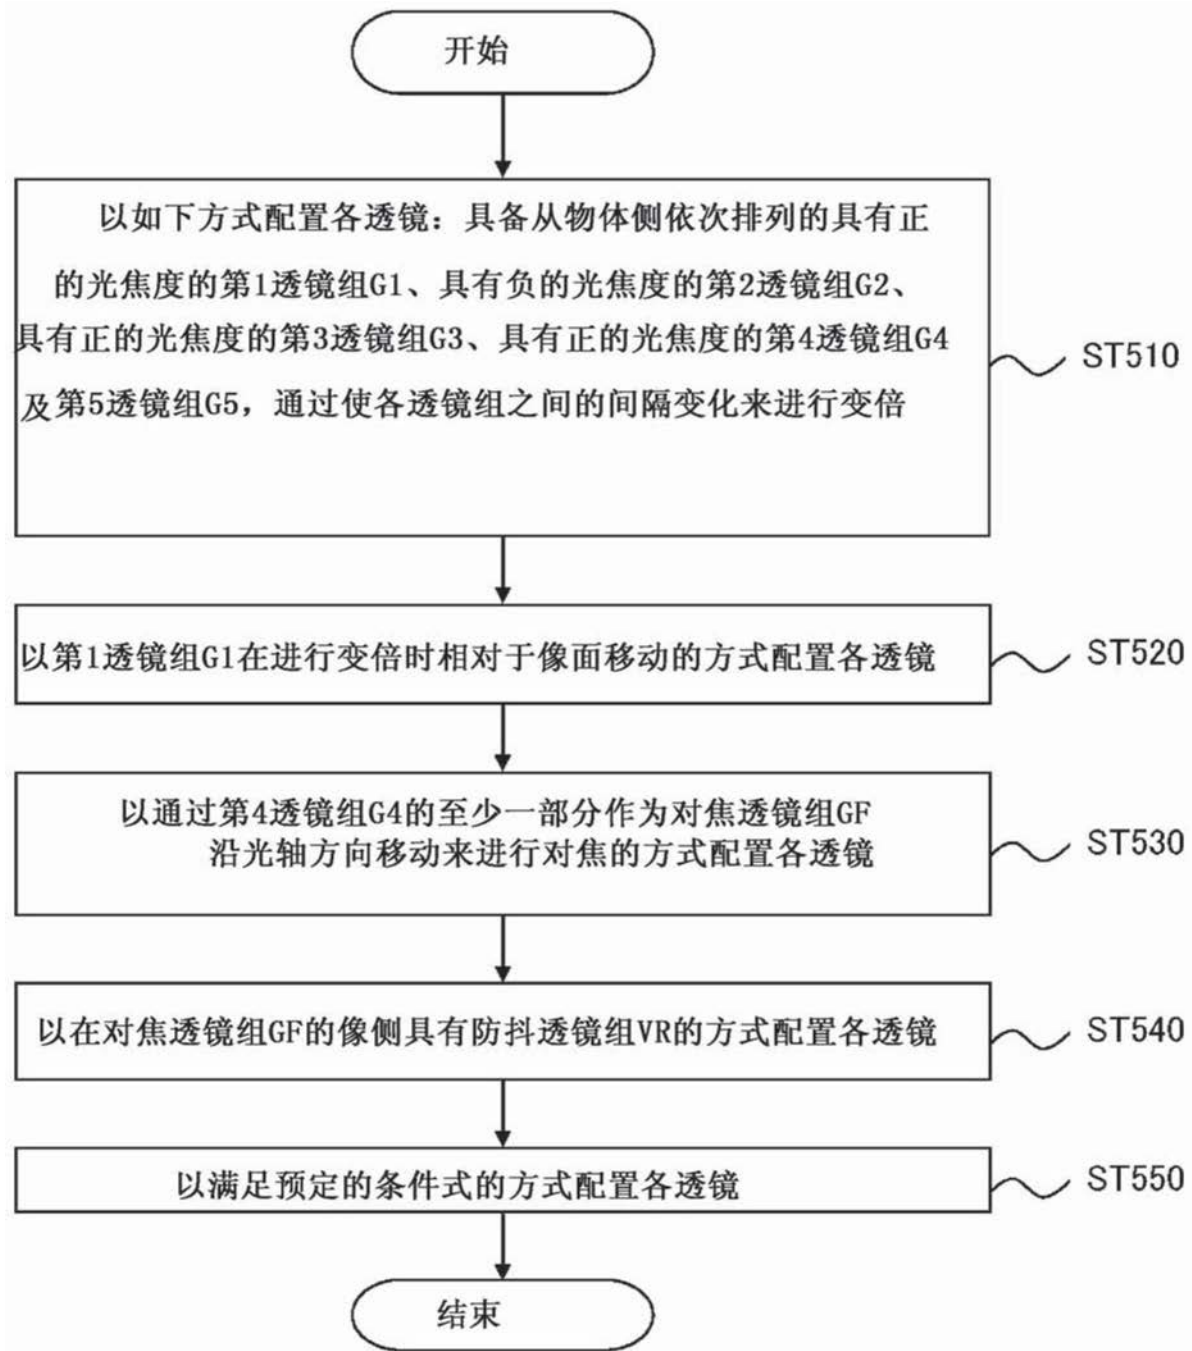 开始
以如下方式配置各透镜：具备从物体侧依次排列的具有正
的光焦度的第1透镜组G1、具有负的光焦度的第2透镜组G2、
具有正的光焦度的第3透镜组G3、具有正的光焦度的第4透镜组G4
及第5透镜组G5，通过使各透镜组之间的间隔变化来进行变倍
ST510
以第1透镜组G1在进行变倍时相对于像面移动的方式配置各透镜
ST520
以通过第4透镜组G4的至少一部分作为对焦透镜组GF
沿光轴方向移动来进行对焦的方式配置各透镜
ST530
以在对焦透镜组GF的像侧具有防抖透镜组VR的方式配置各透镜
ST540
以满足预定的条件式的方式配置各透镜
ST550
结束